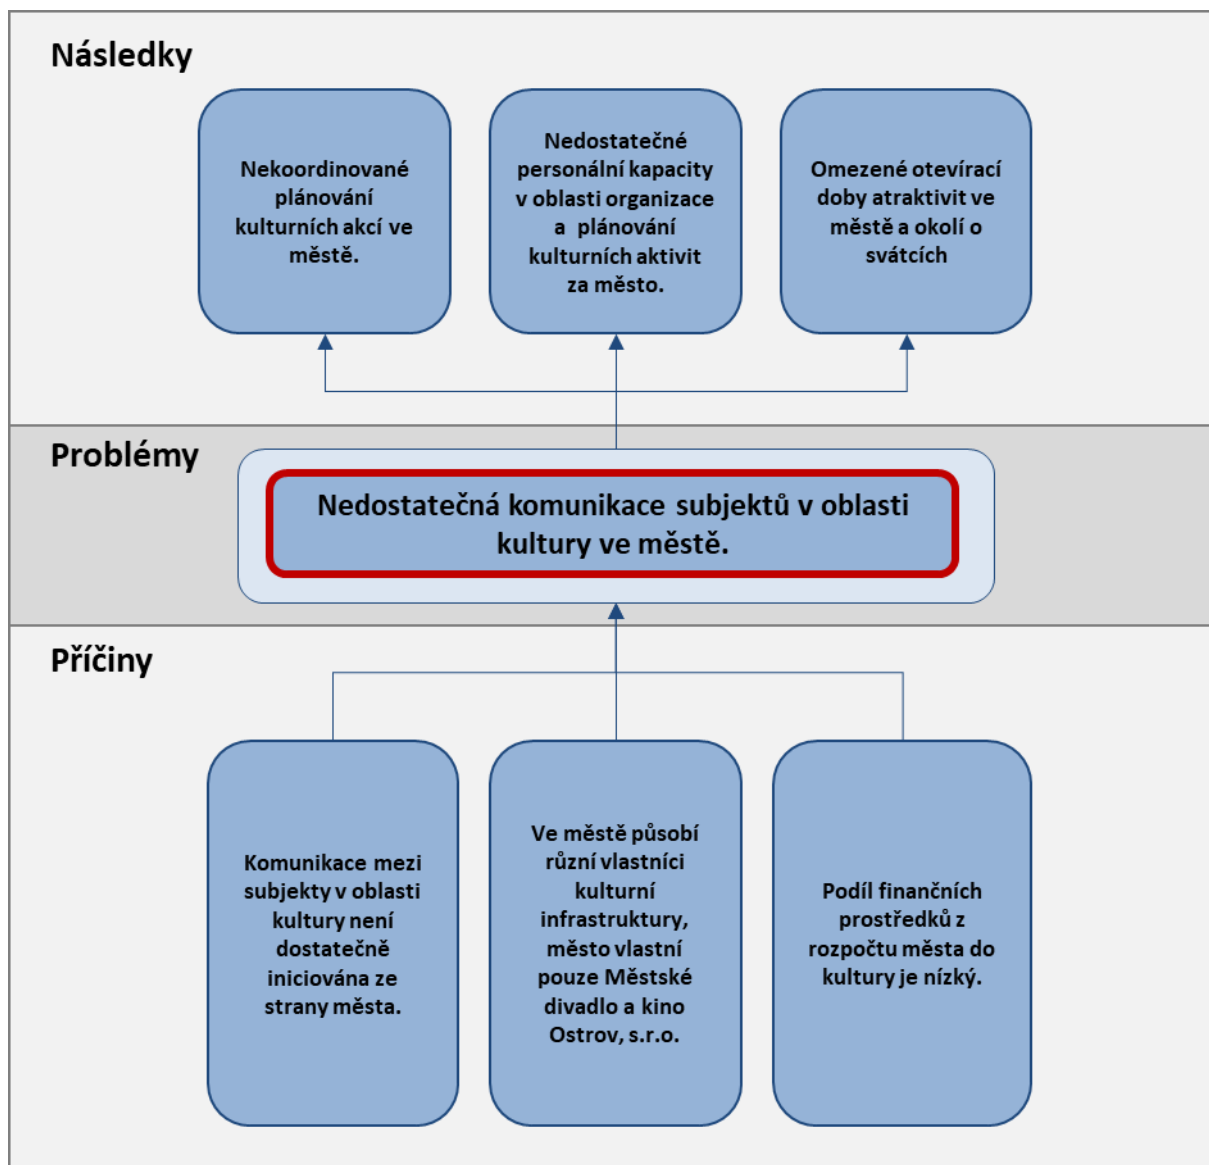 Následky
Nekoordinované
plánování
kulturních akcí ve
městě.
Nedostatečné
personální kapacity
v oblasti organizace
a plánování
kulturních aktivit
za město.
Omezené otevírací
doby atraktivit ve
městě a okolí o
svátcích
Problémy
Nedostatečná komunikace subjektů v oblasti
kultury ve městě.
Příčiny
Komunikace mezi
subjekty v oblasti
kultury není
dostatečně
iniciována ze
strany města.
Ve městě působí
různí vlastníci
kulturní
infrastruktury,
město vlastní
pouze Městské
divadlo a kino
Ostrov, s.r.o.
Podíl finančních
prostředků z
rozpočtu města do
kultury je nízký.